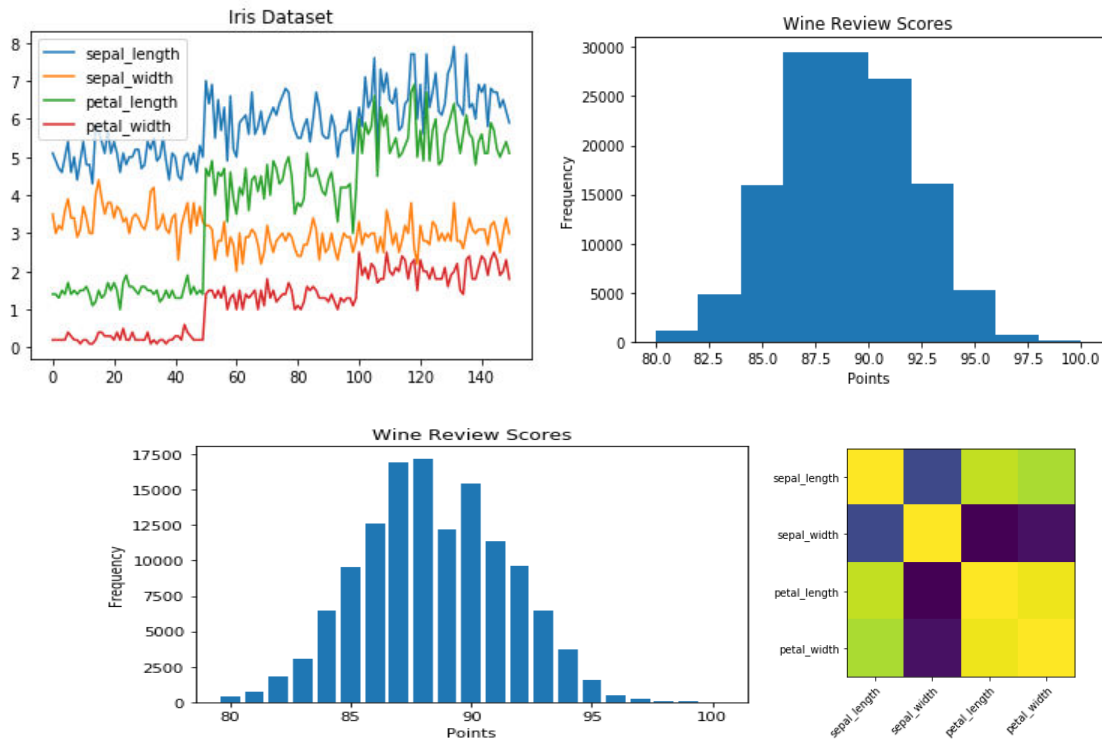 Iris Dataset
8
7
6
5
4
3
2
1
0
sepal_length
sepal_width
petal_length
petal_width
0 20 40 60 80 100 120 140
Wine Review Scores
Frequency
30000
25000
20000
15000
10000
5000
0
80.0 82.5 85.0 87.5 90.0 92.5 95.0 97.5 100.0
Points
Wine Review Scores
Frequency
17500
15000
12500
10000
7500
5000
2500
0
80 85 90 95 100
Points
sepal_length
sepal_width
petal_length
petal_width
sepal_length sepal_width petal_length petal_width